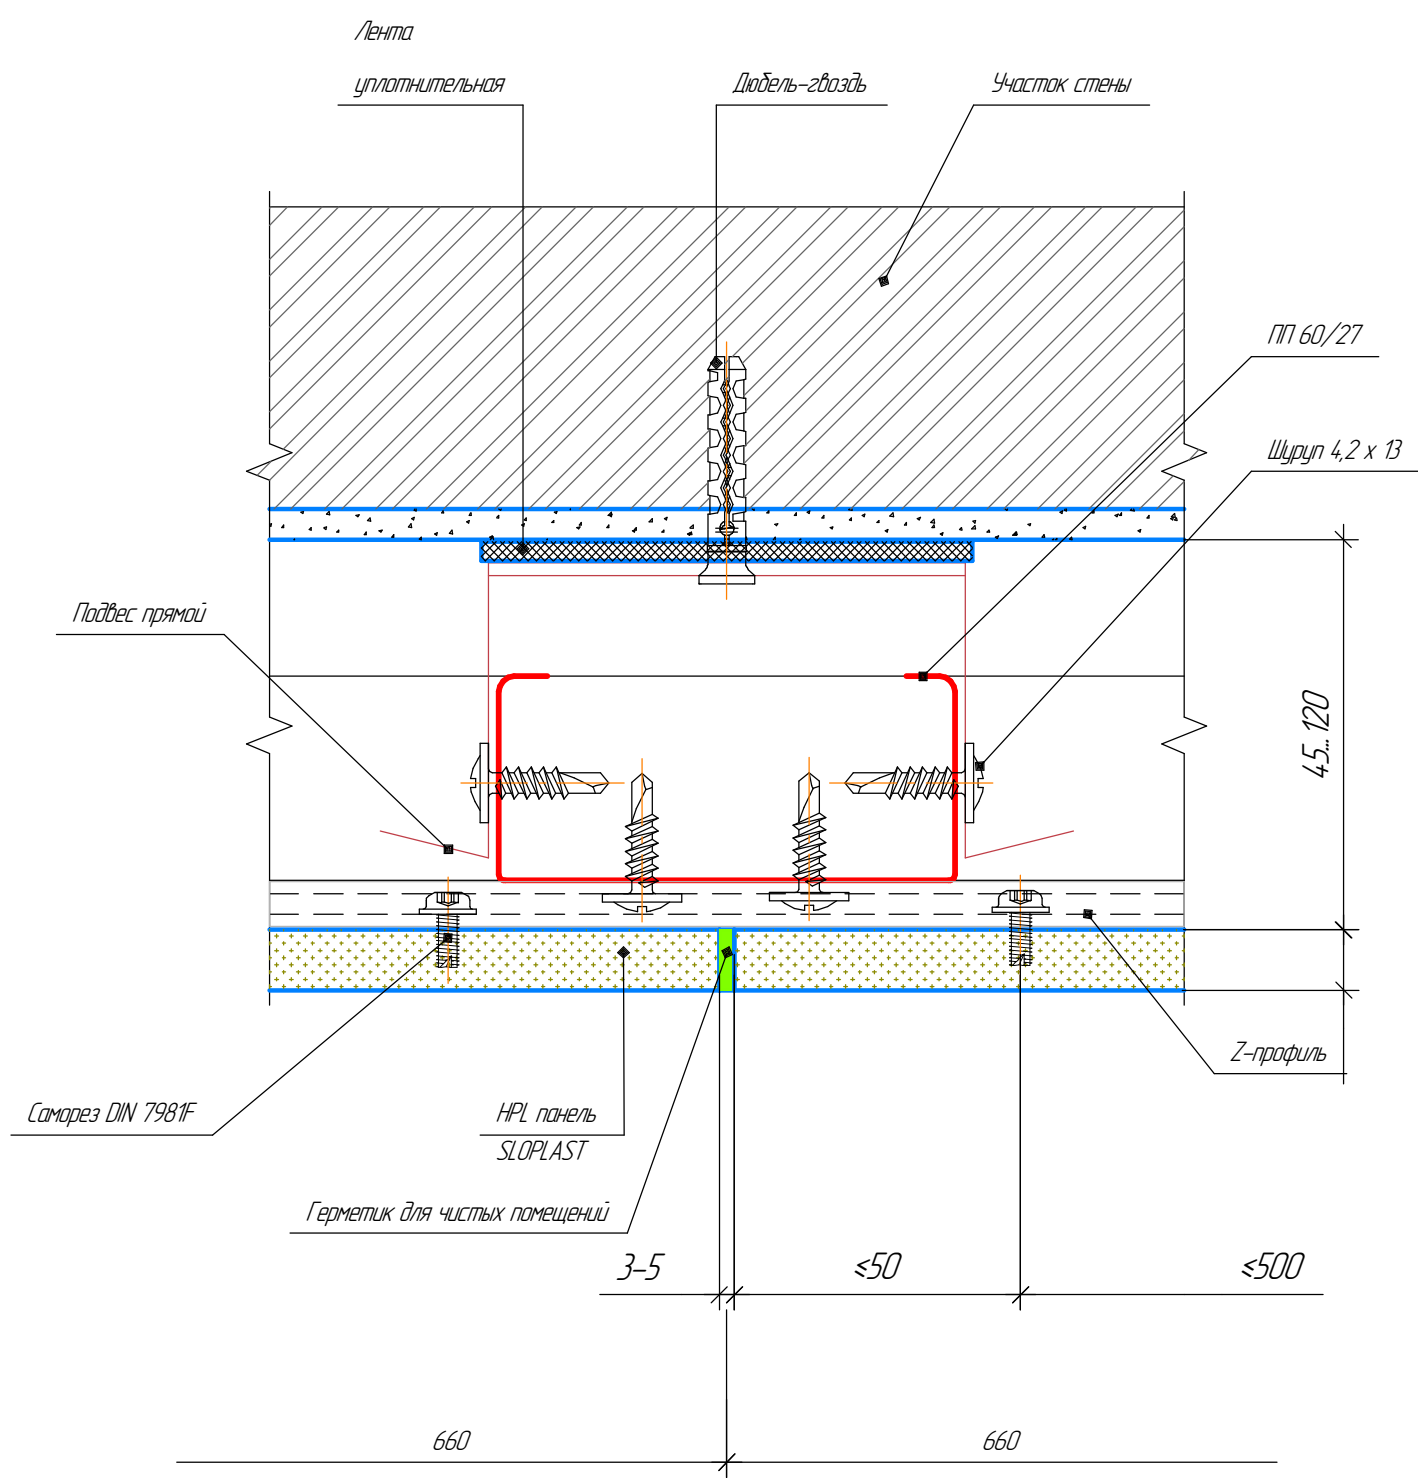 Лента
уплотнительная
Дюбель-гвоздь
Участок стены
ПП 60/27
Шуруп 4,2 x 13
Подвес прямой
45...120
Z-профиль
Саморез DIN 7981F
HPL панель
SLOPLAST
Герметик для чистых помещений
3-5
≤50
≤500
660
660